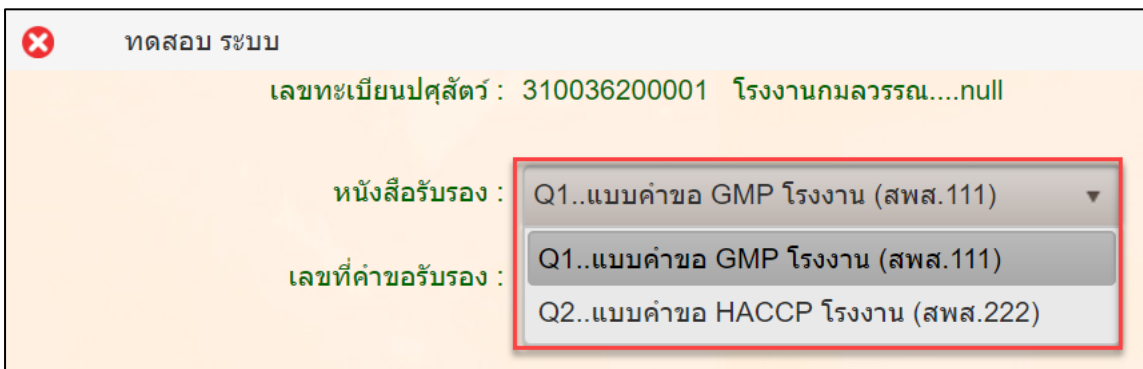 ทดสอบ ระบบ
เลขทะเบียนปศุสัตว์ : 310036200001 โรงงานกมลวรรณ....null
หนังสือรับรอง : Q1..แบบคำขอ GMP โรงงาน (สพส.111)
Q1..แบบคำขอ GMP โรงงาน (สพส.111)
เลขที่คำขอรับรอง :
Q2..แบบคำขอ HACCP โรงงาน (สพส.222)